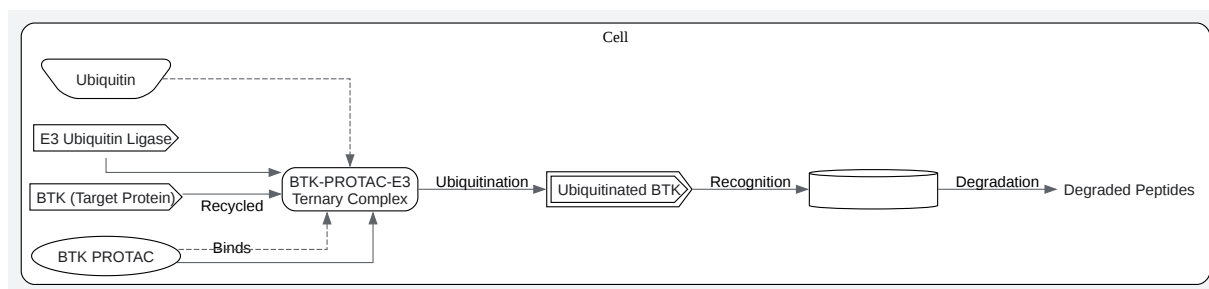 Cell
Ubiquitin
E3 Ubiquitin Ligase
BTK (Target Protein)
Recycled
BTK PROTAC
Binds
BTK-PROTAC-E3
Ternary Complex
Ubiquitination
Ubiquitinated BTK
Recognition
Degradation
Degraded Peptides